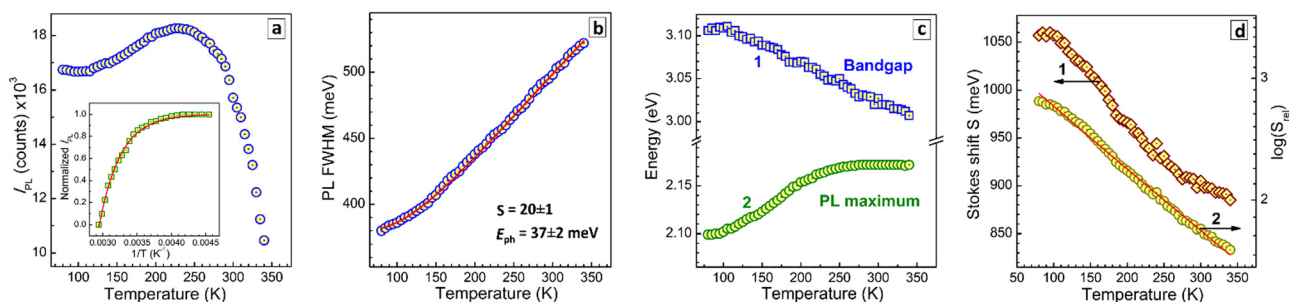 a
I_PL (counts) x10³
18
16
14
12
10
Normalized I_PL
1.0
0.8
0.6
0.4
0.2
0.0
0.0030 0.0035 0.0040 0.0045
1/T (K⁻¹)
50 100 150 200 250 300 350
Temperature (K)
b
PL FWHM (meV)
500
450
400
S = 20±1
E_ph = 37±2 meV
100 150 200 250 300 350
Temperature (K)
c
Energy (eV)
3.10
3.05
3.00
2.15
2.10
1
Bandgap
2
PL maximum
100 150 200 250 300 350
Temperature (K)
d
Stokes shift S (meV)
1050
1000
950
900
850
1
2
3
2
log(S_rel)
50 100 150 200 250 300 350
Temperature (K)